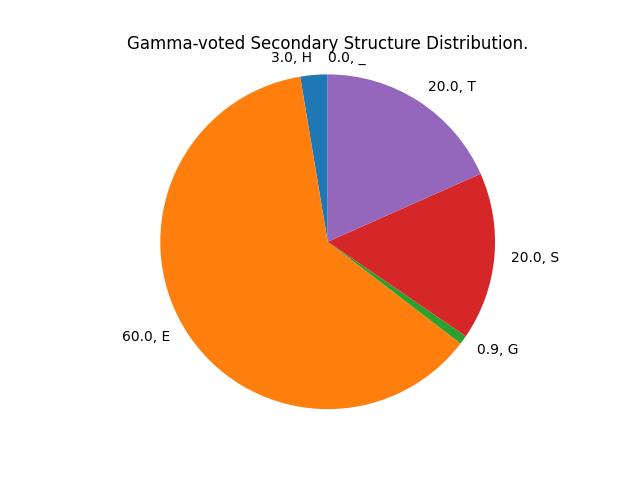 Gamma-voted Secondary Structure Distribution.
3.0, H
0.0, _
20.0, T
20.0, S
60.0, E
0.9, G